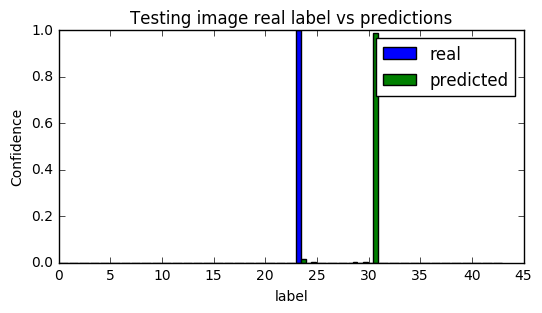 Testing image real label vs predictions
1.0
0.8
0.6
0.4
0.2
0.0
Confidence
real
predicted
0 5 10 15 20 25 30 35 40 45
label